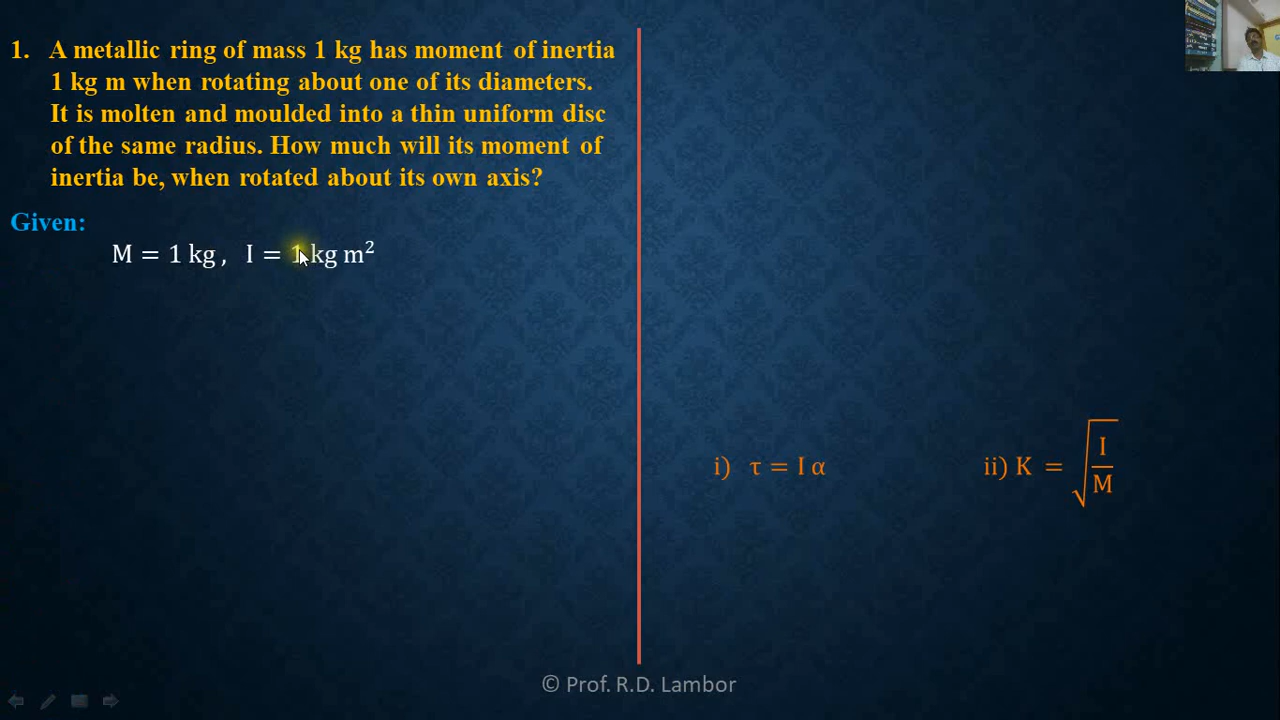 1. A metallic ring of mass 1 kg has moment of inertia
1 kg m when rotating about one of its diameters.
It is molten and moulded into a thin uniform disc
of the same radius. How much will its moment of
inertia be, when rotated about its own axis?
Given:
M = 1 kg , I = 1 kg m²
i) τ = I α
ii) K = √(I/M)
© Prof. R.D. Lambor